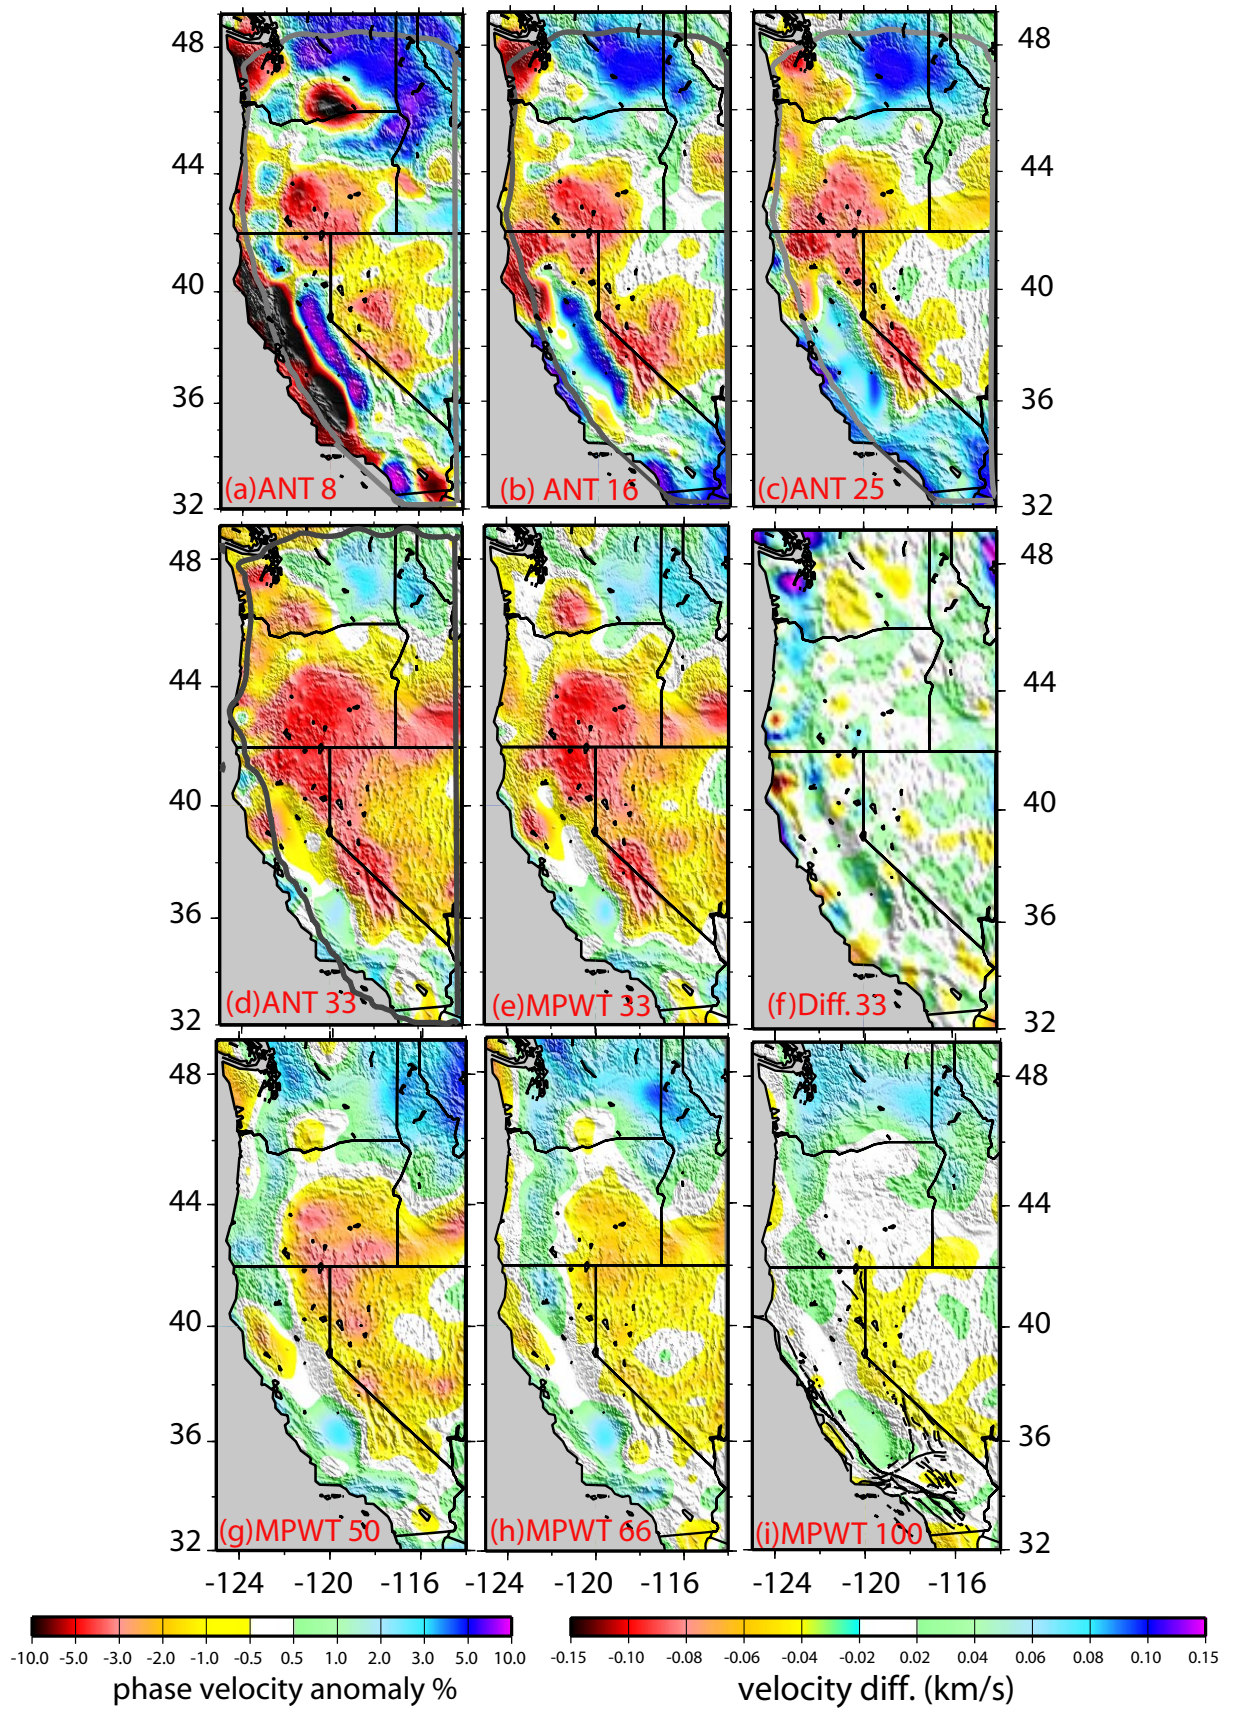 48 48
44 44
40 40
36 36
32 32
(a)ANT 8 (b) ANT 16 (c)ANT 25
48 48
44 44
40 40
36 36
32 32
(d)ANT 33 (e)MPWT 33 (f)Diff. 33
48 48
44 44
40 40
36 36
32 32
(g)MPWT 50 (h)MPWT 66 (i)MPWT 100
-124 -120 -116 -124 -120 -116 -124 -120 -116
-10.0 -5.0 -3.0 -2.0 -1.0 -0.5 0.5 1.0 2.0 3.0 5.0 10.0
phase velocity anomaly %
-0.15 -0.10 -0.08 -0.06 -0.04 -0.02 0.02 0.04 0.06 0.08 0.10 0.15
velocity diff. (km/s)